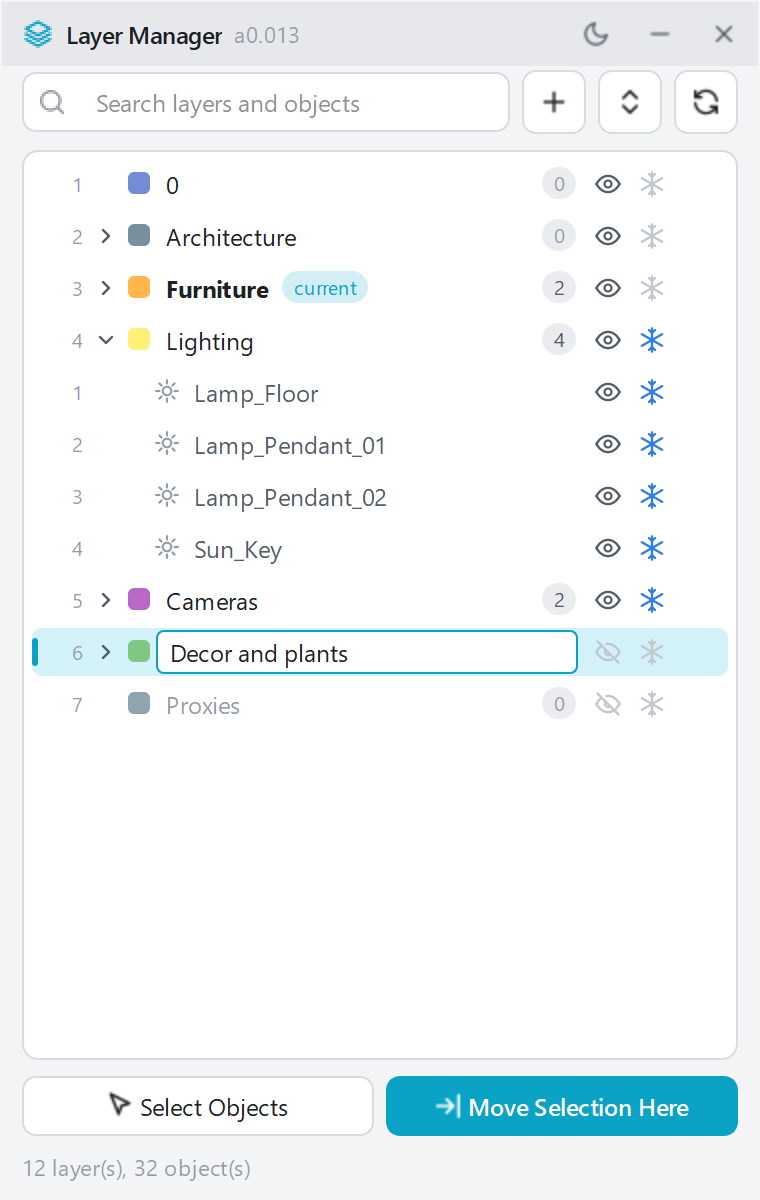 Layer Manager a0.013
Search layers and objects
1 0 0
2 Architecture 0
3 Furniture current 2
4 Lighting 4
1 Lamp_Floor
2 Lamp_Pendant_01
3 Lamp_Pendant_02
4 Sun_Key
5 Cameras 2
6 Decor and plants
7 Proxies 0
Select Objects Move Selection Here
12 layer(s), 32 object(s)